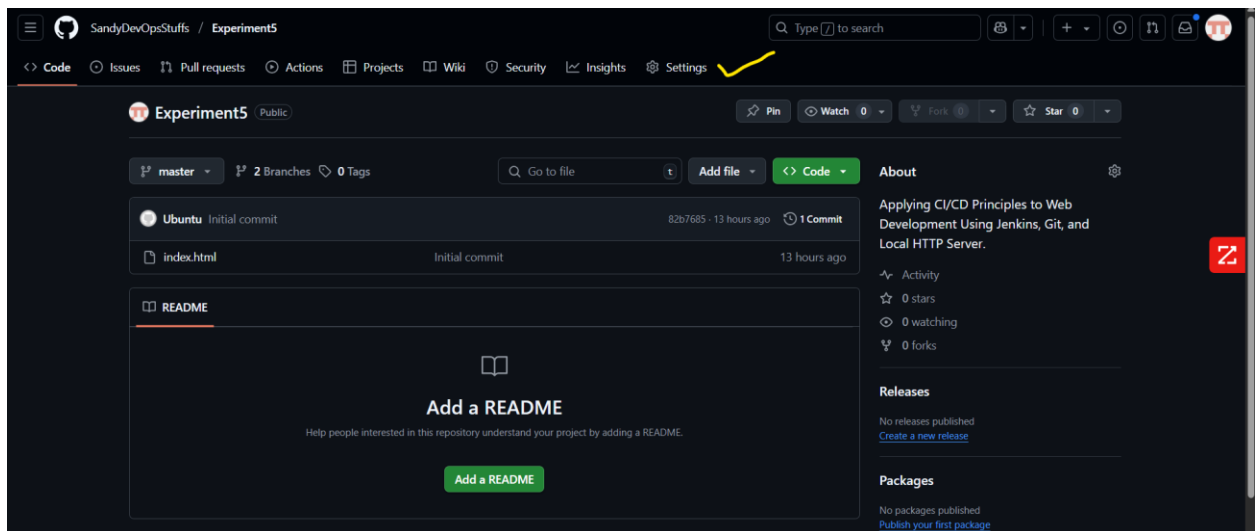 SandyDevOpsStuffs / Experiment5
Type / to search
Code Issues Pull requests Actions Projects Wiki Security Insights Settings
Experiment5 Public
Pin Watch 0 Fork 0 Star 0
master 2 Branches 0 Tags Go to file t Add file Code
About
Applying CI/CD Principles to Web
Development Using Jenkins, Git, and
Local HTTP Server.
Ubuntu Initial commit 82b7685 · 13 hours ago 1 Commit
index.html Initial commit 13 hours ago
Activity
0 stars
0 watching
0 forks
README
Add a README
Help people interested in this repository understand your project by adding a README.
Add a README
Releases
No releases published
Create a new release
Packages
No packages published
Publish your first package